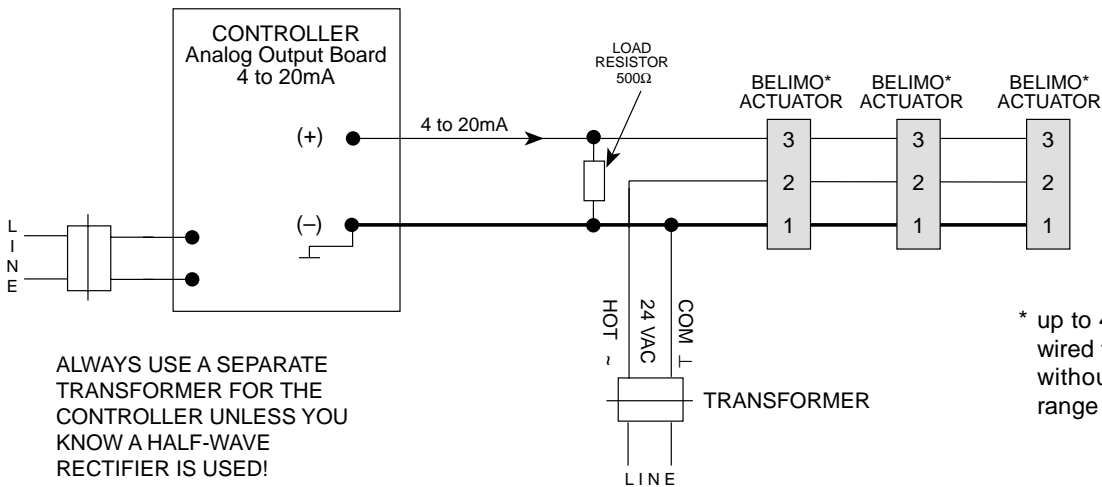 CONTROLLER
Analog Output Board
4 to 20mA
(+)
(–)
4 to 20mA
LOAD
RESISTOR
500Ω
BELIMO*
ACTUATOR
3
2
1
BELIMO*
ACTUATOR
3
2
1
BELIMO*
ACTUATOR
3
2
1
LINE
HOT ~
24 VAC
COM ⊥
TRANSFORMER
LINE
ALWAYS USE A SEPARATE
TRANSFORMER FOR THE
CONTROLLER UNLESS YOU
KNOW A HALF-WAVE
RECTIFIER IS USED!
* up to
wired
range